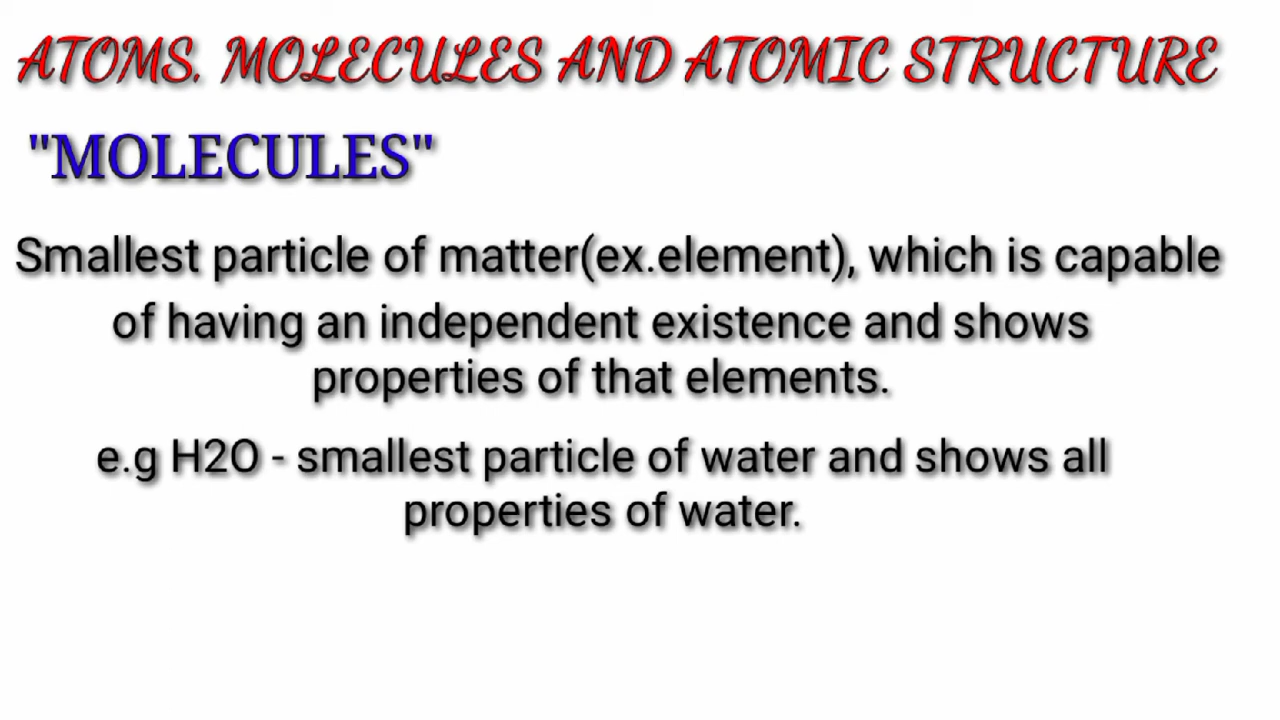 ATOMS. MOLECULES AND ATOMIC STRUCTURE
"MOLECULES"
Smallest particle of matter(ex.element), which is capable
of having an independent existence and shows
properties of that elements.
e.g H2O - smallest particle of water and shows all
properties of water.